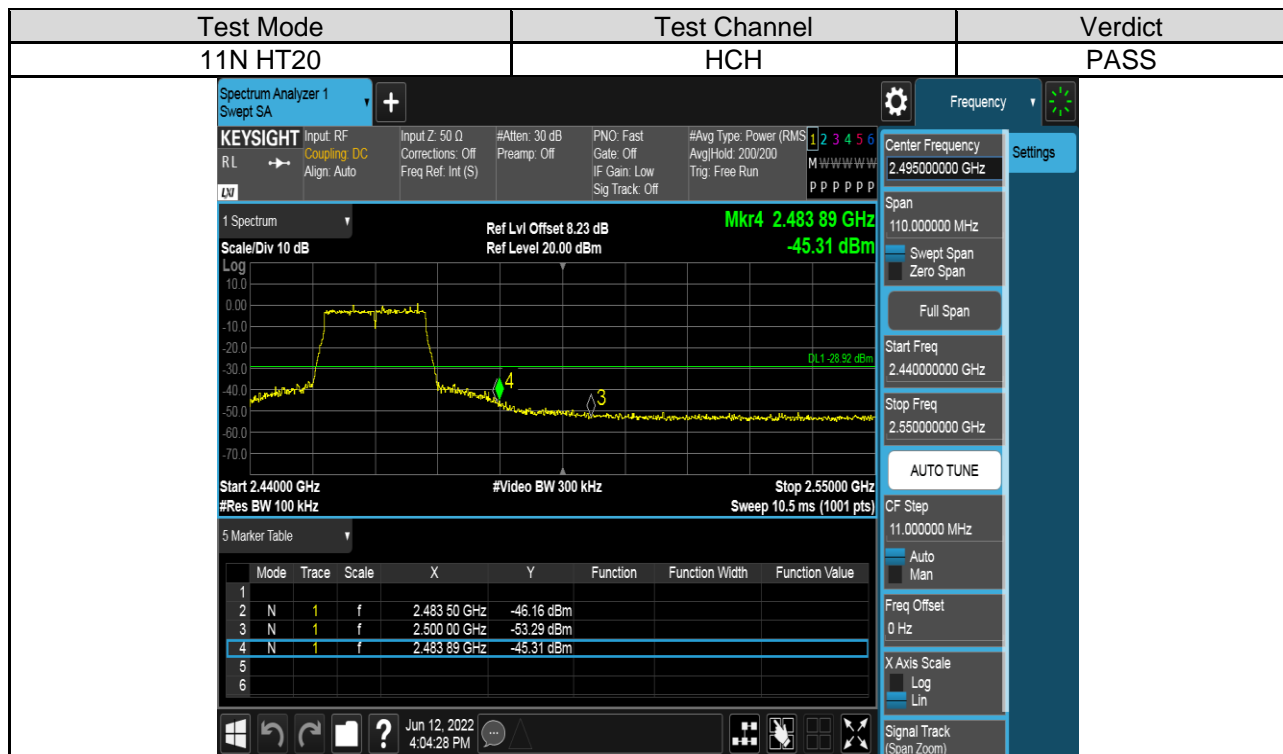 Test Mode Test Channel Verdict
11N HT20 HCH PASS
Spectrum Analyzer 1
Swept SA
+
Frequency
KEYSIGHT
R L
LXI
Input: RF
Coupling: DC
Align: Auto
Input Z: 50 Ω
Corrections: Off
Freq Ref: Int (S)
#Atten: 30 dB
Preamp: Off
PNO: Fast
Gate: Off
IF Gain: Low
Sig Track: Off
#Avg Type: Power (RMS
Avg|Hold: 200/200
Trig: Free Run
1 2 3 4 5 6
M W W W W W
P P P P P P
1 Spectrum
Scale/Div 10 dB
Ref Lvl Offset 8.23 dB
Ref Level 20.00 dBm
Mkr4 2.483 89 GHz
-45.31 dBm
Log
10.0
0.00
-10.0
-20.0
-30.0
-40.0
-50.0
-60.0
-70.0
DL1 -28.92 dBm
4
3
Start 2.44000 GHz
#Res BW 100 kHz
#Video BW 300 kHz
Stop 2.55000 GHz
Sweep 10.5 ms (1001 pts)
5 Marker Table
Mode Trace Scale X Y Function Function Width Function Value
1
2 N 1 f 2.483 50 GHz -46.16 dBm
3 N 1 f 2.500 00 GHz -53.29 dBm
4 N 1 f 2.483 89 GHz -45.31 dBm
5
6
?
Jun 12, 2022
4:04:28 PM
Center Frequency
2.495000000 GHz
Settings
Span
110.000000 MHz
Swept Span
Zero Span
Full Span
Start Freq
2.440000000 GHz
Stop Freq
2.550000000 GHz
AUTO TUNE
CF Step
11.000000 MHz
Auto
Man
Freq Offset
0 Hz
X Axis Scale
Log
Lin
Signal Track
(Span Zoom)